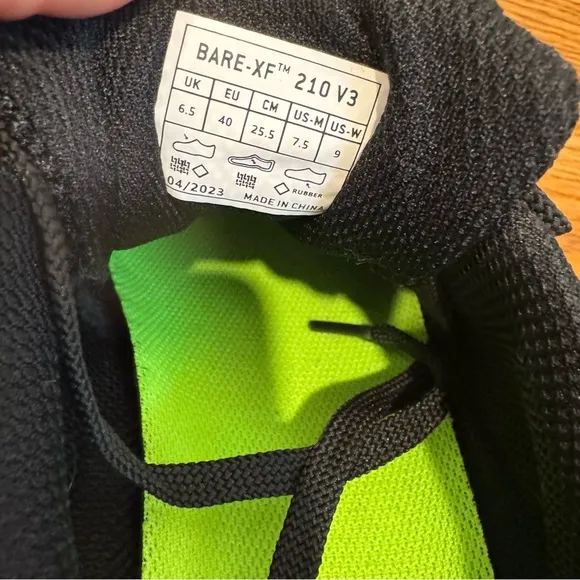 BARE-XF™ 210 V3
UK EU CM US-M US-W
6.5 40 25.5 7.5 9
RUBBER
04/2023 MADE IN CHINA